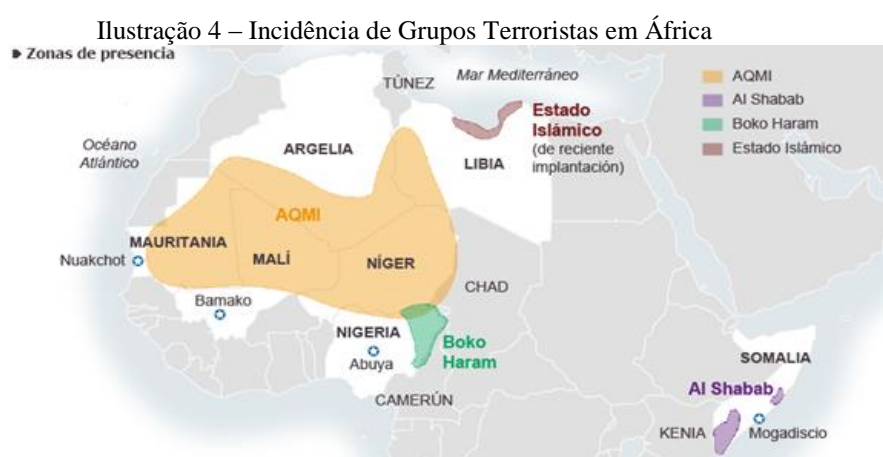 Ilustração 4 – Incidência de Grupos Terroristas em África
Zonas de presencia
TÚNEZ
Mar Mediterráneo
AQMI
Al Shabab
Boko Haram
Estado Islámico
Océano
Atlántico
ARGELIA
Estado
Islámico
(de reciente
implantación)
LIBIA
AQMI
MAURITANIA
Nuakchot
MALÍ
NÍGER
CHAD
Bamako
NIGERIA
Abuya
Boko
Haram
CAMERÚN
SOMALIA
Al Shabab
KENIA
Mogadiscio